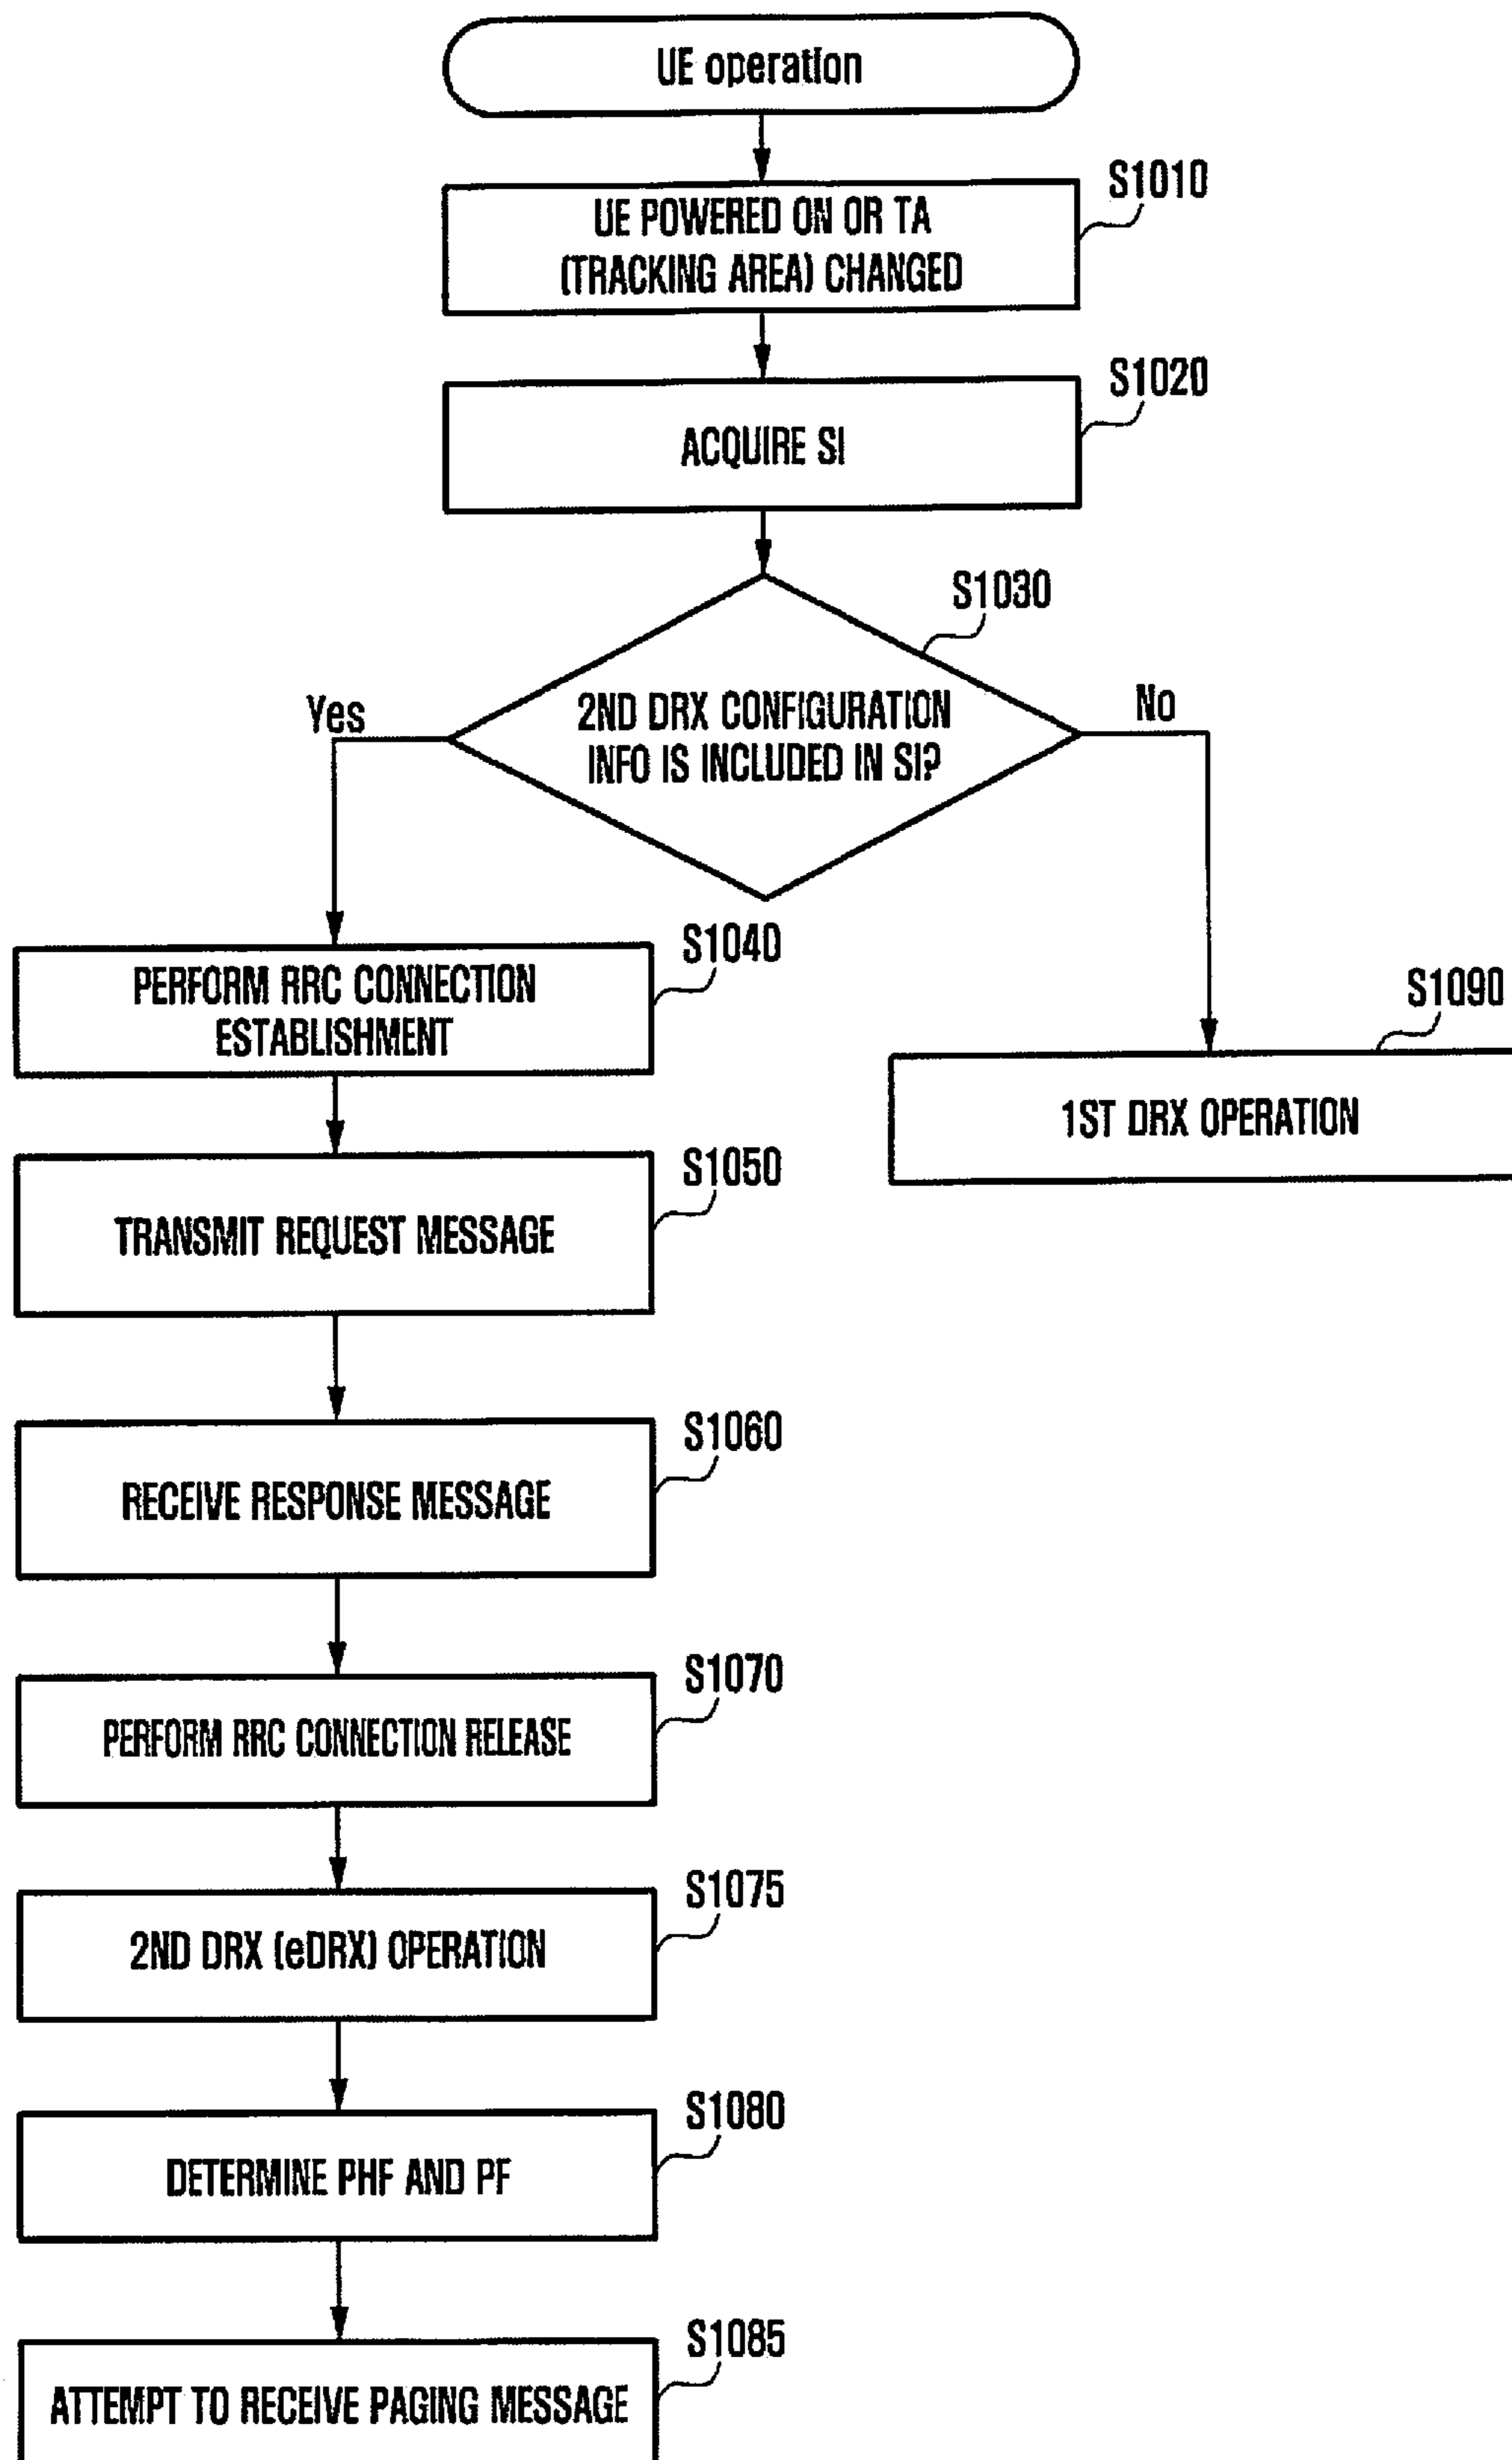 UE operation
S1010
UE POWERED ON OR TA
(TRACKING AREA) CHANGED
S1020
ACQUIRE SI
S1030
2ND DRX CONFIGURATION
INFO IS INCLUDED IN SI?
Yes
No
S1040
PERFORM RRC CONNECTION
ESTABLISHMENT
S1090
1ST DRX OPERATION
S1050
TRANSMIT REQUEST MESSAGE
S1060
RECEIVE RESPONSE MESSAGE
S1070
PERFORM RRC CONNECTION RELEASE
S1075
2ND DRX (eDRX) OPERATION
S1080
DETERMINE PHF AND PF
S1085
ATTEMPT TO RECEIVE PAGING MESSAGE